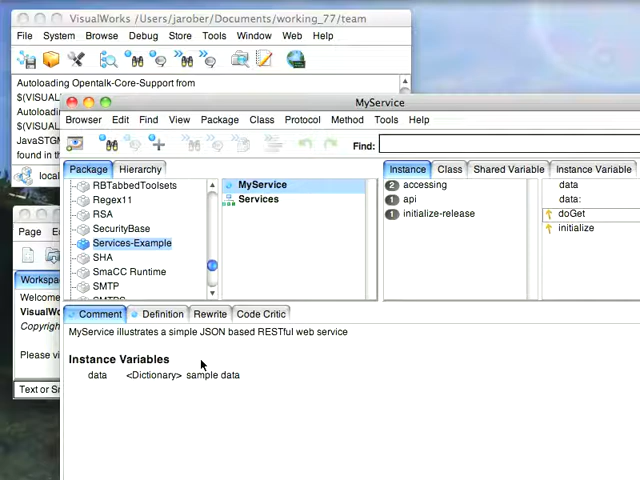 VisualWorks /Users/jarober/Documents/working_77/team
File System Browse Debug Store Tools Window Web Help
Autoloading Opentalk-Core-Support from
$(VISUAL
Autoloadi
$(VISUAL
JavaSTGM
found in th
local
MyService
Browser Edit Find View Package Class Protocol Method Tools Help
Find:
Package Hierarchy
Instance Class Shared Variable Instance Variable
RBTabbedToolsets
Regex11
RSA
SecurityBase
Services-Example
SHA
SmaCC Runtime
SMTP
SMTPS
MyService
Services
2 accessing
1 api
1 initialize-release
data
data:
doGet
initialize
Page
Workspa
Welcome
VisualWo
Copyrigh
Please vi
Text or Sm
Comment Definition Rewrite Code Critic
MyService illustrates a simple JSON based RESTful web service
Instance Variables
data <Dictionary> sample data